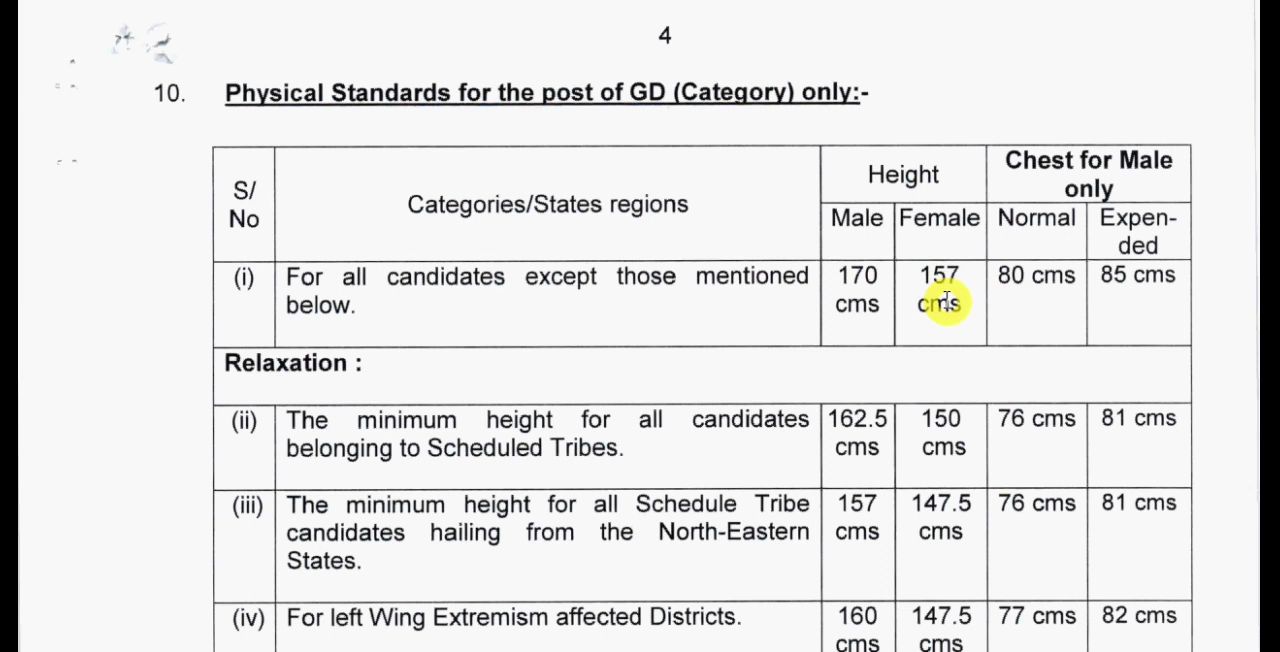 4
10. Physical Standards for the post of GD (Category) only:-
S/ No Categories/States regions Height Chest for Male only
Male Female Normal Expen-ded
(i) For all candidates except those mentioned 170 157 80 cms 85 cms
below. cms cms
Relaxation :
(ii) The minimum height for all candidates 162.5 150 76 cms 81 cms
belonging to Scheduled Tribes. cms cms
(iii) The minimum height for all Schedule Tribe 157 147.5 76 cms 81 cms
candidates hailing from the North-Eastern cms cms
States.
(iv) For left Wing Extremism affected Districts. 160 147.5 77 cms 82 cms
cms cms